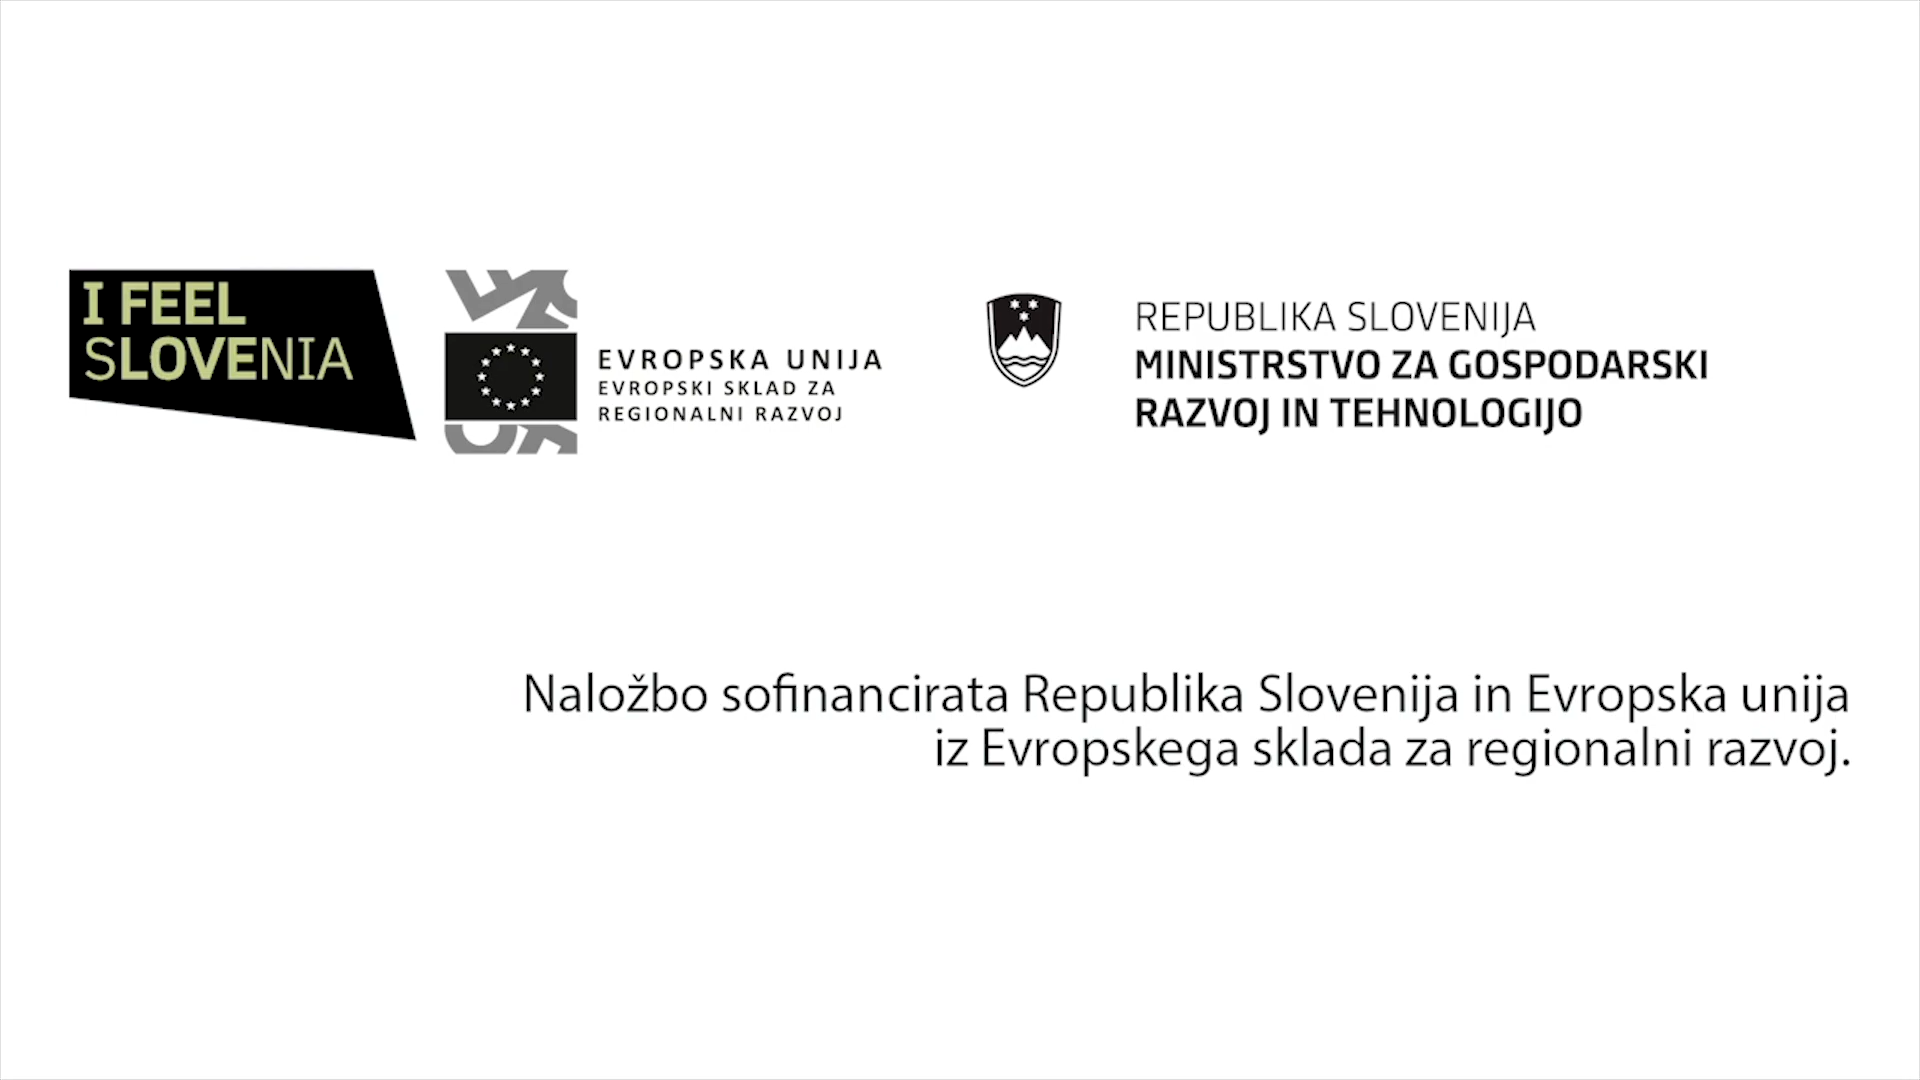 I FEEL
SLOVENIA
EVROPSKA UNIJA
EVROPSKI SKLAD ZA
REGIONALNI RAZVOJ
REPUBLIKA SLOVENIJA
MINISTRSTVO ZA GOSPODARSKI
RAZVOJ IN TEHNOLOGIJO
Naložbo sofinancirata Republika Slovenija in Evropska unija
iz Evropskega sklada za regionalni razvoj.